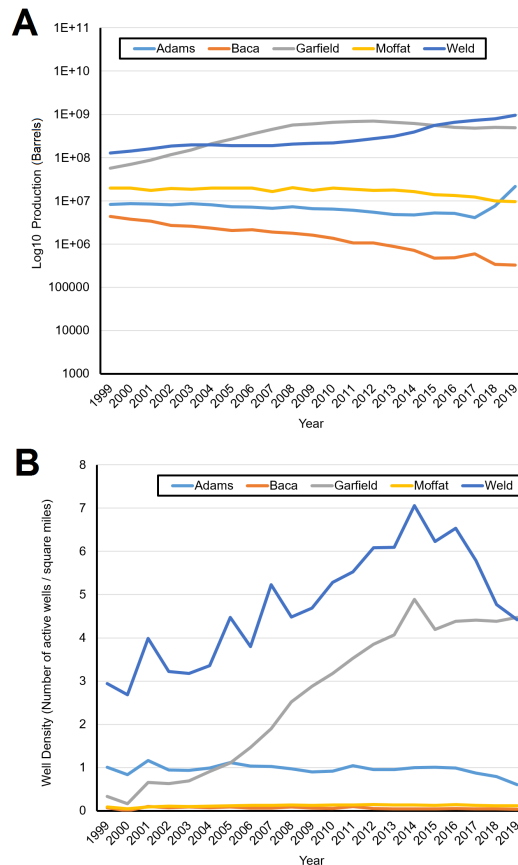 A
1E+11
Adams Baca Garfield Moffat Weld
1E+10
1E+09
1E+08
1E+07
1E+06
100000
10000
1000
Log10 Production (Barrels)
1999 2000 2001 2002 2003 2004 2005 2006 2007 2008 2009 2010 2011 2012 2013 2014 2015 2016 2017 2018 2019
Year
B
8
Adams Baca Garfield Moffat Weld
7
6
5
4
3
2
1
0
Well Density (Number of active wells / square miles)
1999 2000 2001 2002 2003 2004 2005 2006 2007 2008 2009 2010 2011 2012 2013 2014 2015 2016 2017 2018 2019
Year